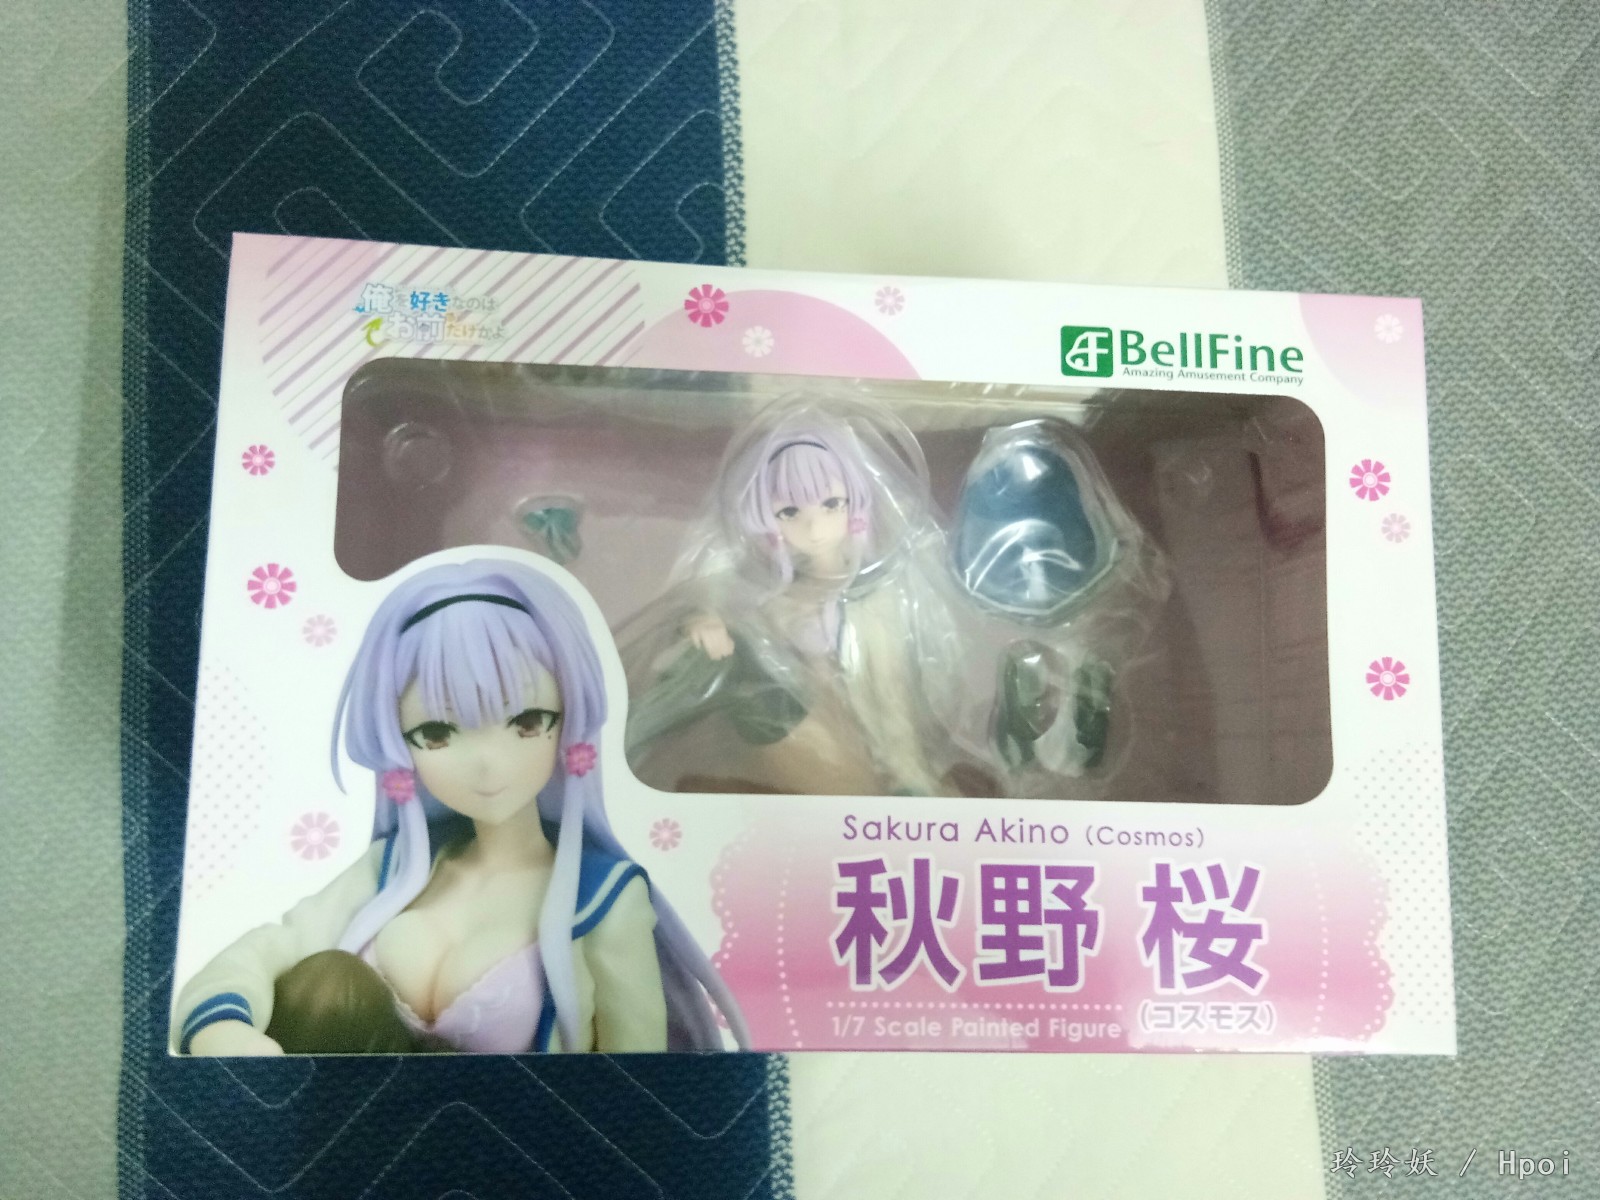 俺を好きなのは
お前だけかよ
BellFine
Amazing Amusement Company
Sakura Akino (Cosmos)
秋野 桜
(コスモス)
1/7 Scale Painted Figure
玲玲妖 / Hpoi